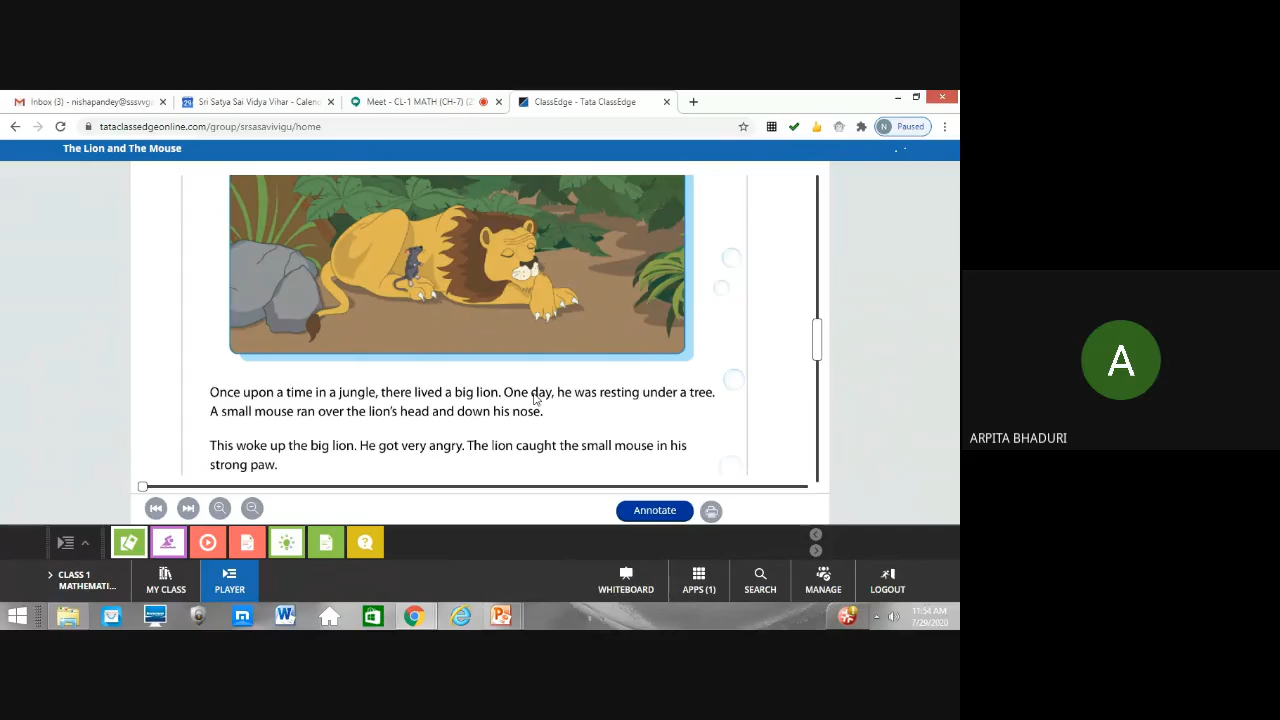 Inbox (3) - nishapandey@sssvvg
Sri Satya Sai Vidya Vihar - Calend
Meet - CL-1 MATH (CH-7) (2
ClassEdge - Tata ClassEdge
tataclassedgeonline.com/group/srsasavivigu/home
N Paused
The Lion and The Mouse
Once upon a time in a jungle, there lived a big lion. One day, he was resting under a tree.
A small mouse ran over the lion's head and down his nose.
This woke up the big lion. He got very angry. The lion caught the small mouse in his
strong paw.
Annotate
CLASS 1
MATHEMATI...
MY CLASS
PLAYER
WHITEBOARD
APPS (1)
SEARCH
MANAGE
LOGOUT
11:54 AM
7/29/2020
A
ARPITA BHADURI